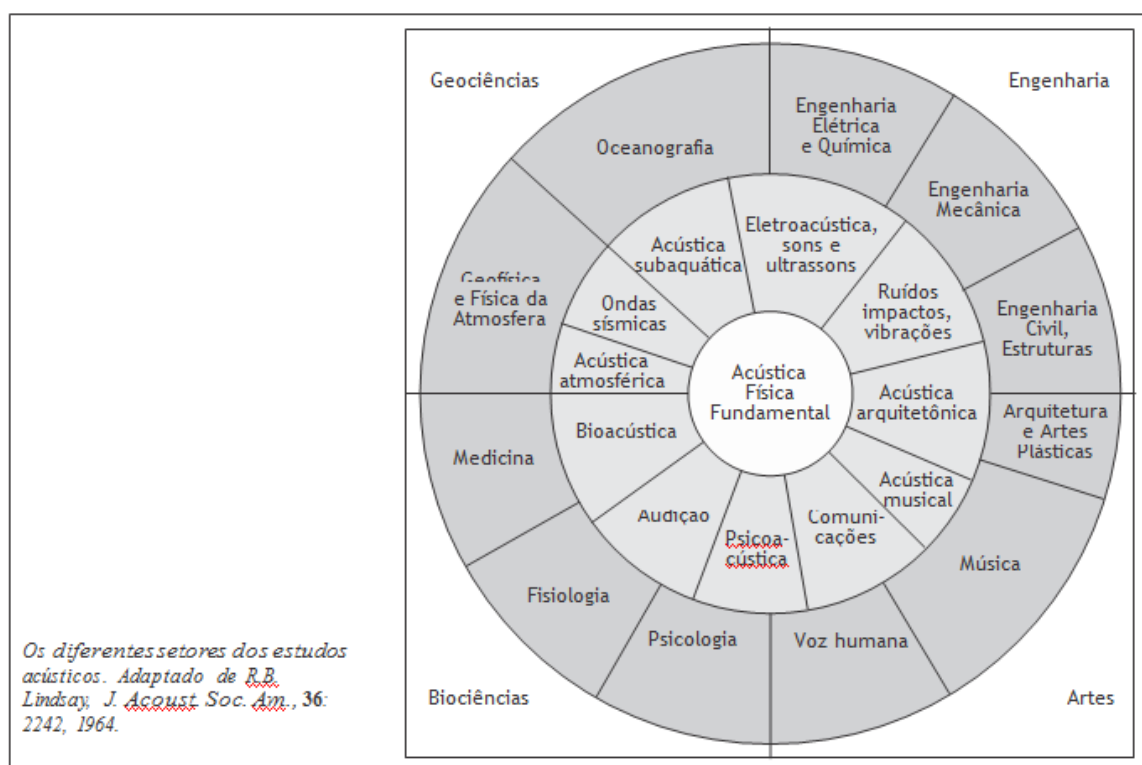 Geociências
Engenharia
Oceanografia
Engenharia
Elétrica
e Química
Engenharia
Mecânica
Engenharia
Civil,
Estruturas
Geofísica
e Física da
Atmosfera
Acústica
subaquática
Eletroacústica,
sons e
ultrassons
Ruídos
impactos,
vibrações
Ondas
sísmicas
Acústica
atmosférica
Acústica
Física
Fundamental
Acústica
arquitetônica
Arquitetura
e Artes
Plásticas
Bioacústica
Medicina
Acústica
musical
Audição
Psicoa-
cústica
Comuni-
cações
Música
Fisiologia
Psicologia
Voz humana
Os diferentes setores dos estudos
acústicos. Adaptado de R.B.
Lindsay, J. Acoust. Soc. Am., 36:
2242, 1964.
Biociências
Artes